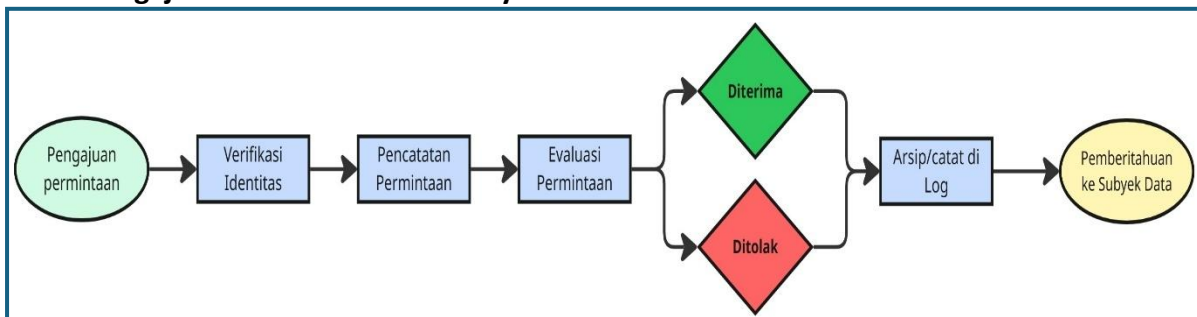 Pengajuan
permintaan
Verifikasi
Identitas
Pencatatan
Permintaan
Evaluasi
Permintaan
Diterima
Ditolak
Arsip/catat di
Log
Pemberitahuan
ke Subyek Data